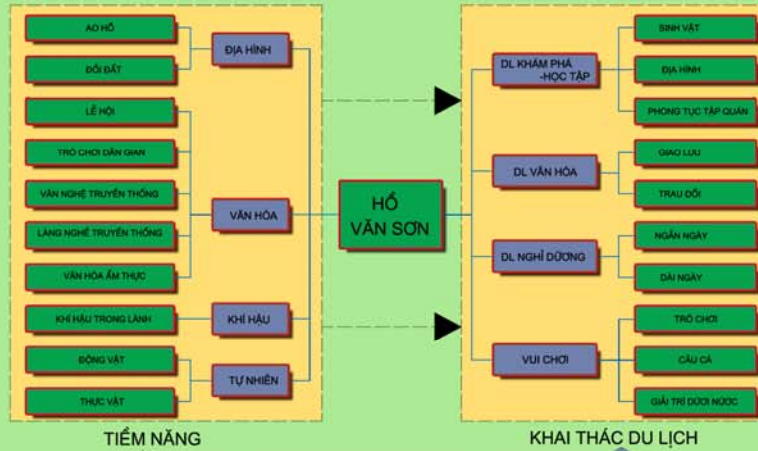 AO HỒ
ĐỒI ĐẤT
ĐỊA HÌNH
LỄ HỘI
TRÒ CHƠI DÂN GIAN
VĂN NGHỆ TRUYỀN THỐNG
LÀNG NGHỀ TRUYỀN THỐNG
VĂN HÓA ẨM THỰC
VĂN HÓA
KHÍ HẬU TRONG LÀNH
KHÍ HẬU
ĐỘNG VẬT
THỰC VẬT
TỰ NHIÊN
TIỀM NĂNG
HỒ
VĂN SƠN
DL KHÁM PHÁ
-HỌC TẬP
SINH VẬT
ĐỊA HÌNH
PHONG TỤC TẬP QUÁN
DL VĂN HÓA
GIAO LƯU
TRAU DỒI
DL NGHỈ DƯỠNG
NGẮN NGÀY
DÀI NGÀY
VUI CHƠI
TRÒ CHƠI
CÂU CÁ
GIẢI TRÍ DƯỚI NƯỚC
KHAI THÁC DU LỊCH